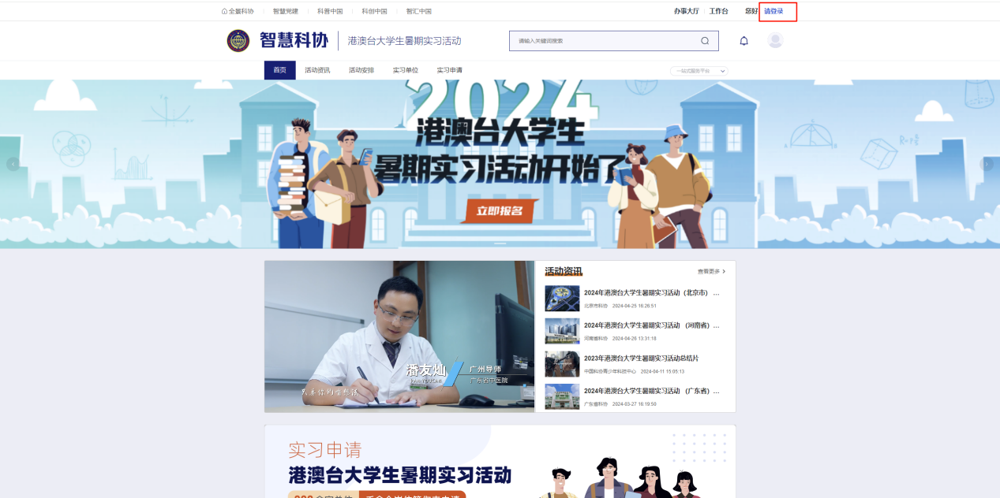 全景科协 智慧党建 科普中国 科创中国 智汇中国 办事大厅 工作台 您好 请登录
智慧科协 港澳台大学生暑期实习活动 请输入关键词搜索
首页 活动资讯 活动安排 实习单位 实习申请 一站式服务平台
2024
港澳台大学生
暑期实习活动开始了
立即报名
活动资讯 查看更多 >
2024年港澳台大学生暑期实习活动（北京市） ...
北京市科协 2024-04-25 16:26:51
2024年港澳台大学生暑期实习活动 （河南省） ...
河南省科协 2024-04-26 13:31:18
2023年港澳台大学生暑期实习活动总结片
中国科协青少年科技中心 2024-04-11 15:05:13
2024年港澳台大学生暑期实习活动 （广东省） ...
广东省科协 2024-03-27 16:19:50
潘友灿 广州导师
PAN YOUCAN 广东省中医院
实习申请
港澳台大学生暑期实习活动